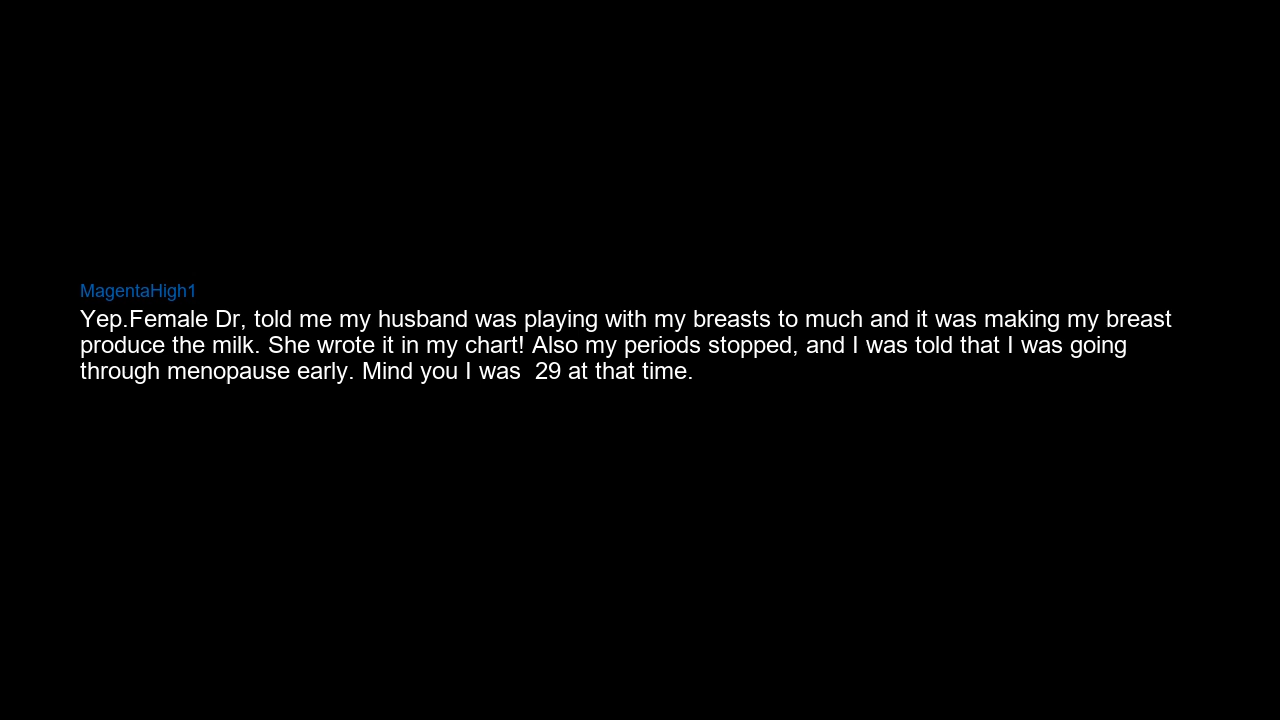 MagentaHigh1
Yep.Female Dr, told me my husband was playing with my breasts to much and it was making my breast
produce the milk. She wrote it in my chart! Also my periods stopped, and I was told that I was going
through menopause early. Mind you I was  29 at that time.